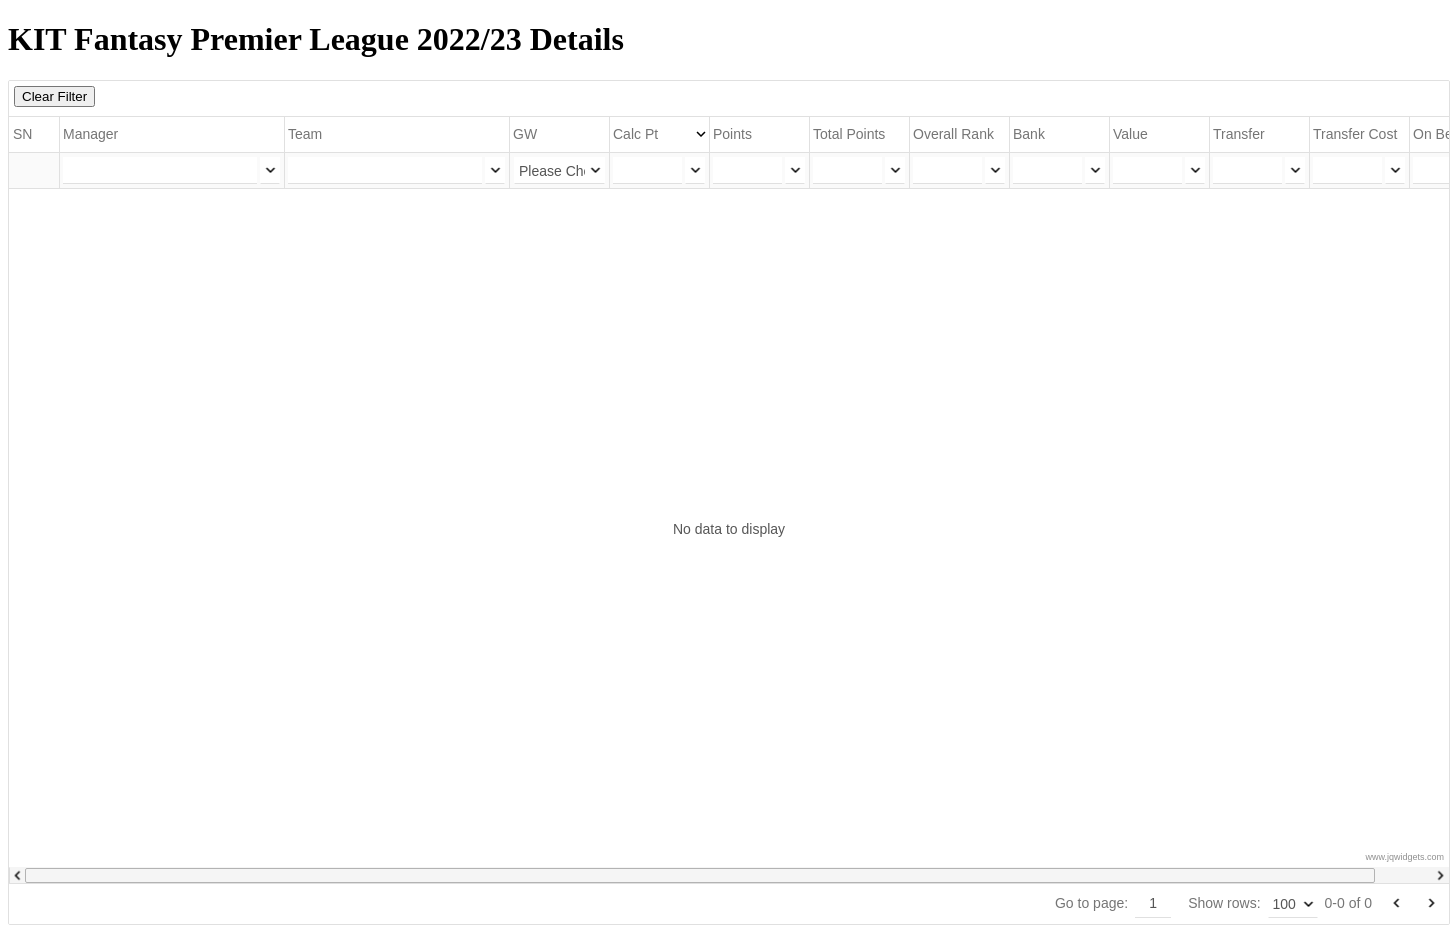 KIT Fantasy Premier League 2022/23 Details
Clear Filter
SN Manager Team GW Calc Pt Points Total Points Overall Rank Bank Value Transfer Transfer Cost On Be
Please Cho
No data to display
www.jqwidgets.com
Go to page: 1 Show rows: 100 0-0 of 0